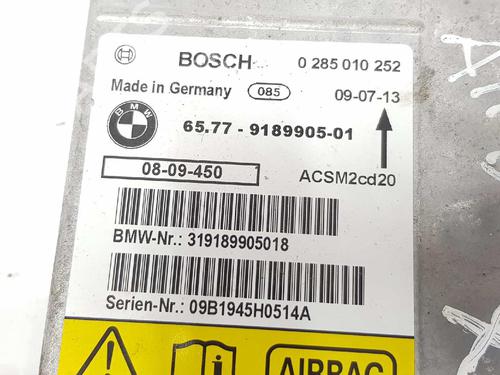 BOSCH 0 285 010 252
Made in Germany 085 09-07-13
BMW 65.77 - 9189905-01
08-09-450 ACSM2cd20
BMW-Nr.: 319189905018
Serien-Nr.: 09B1945H0514A
AIRBAG